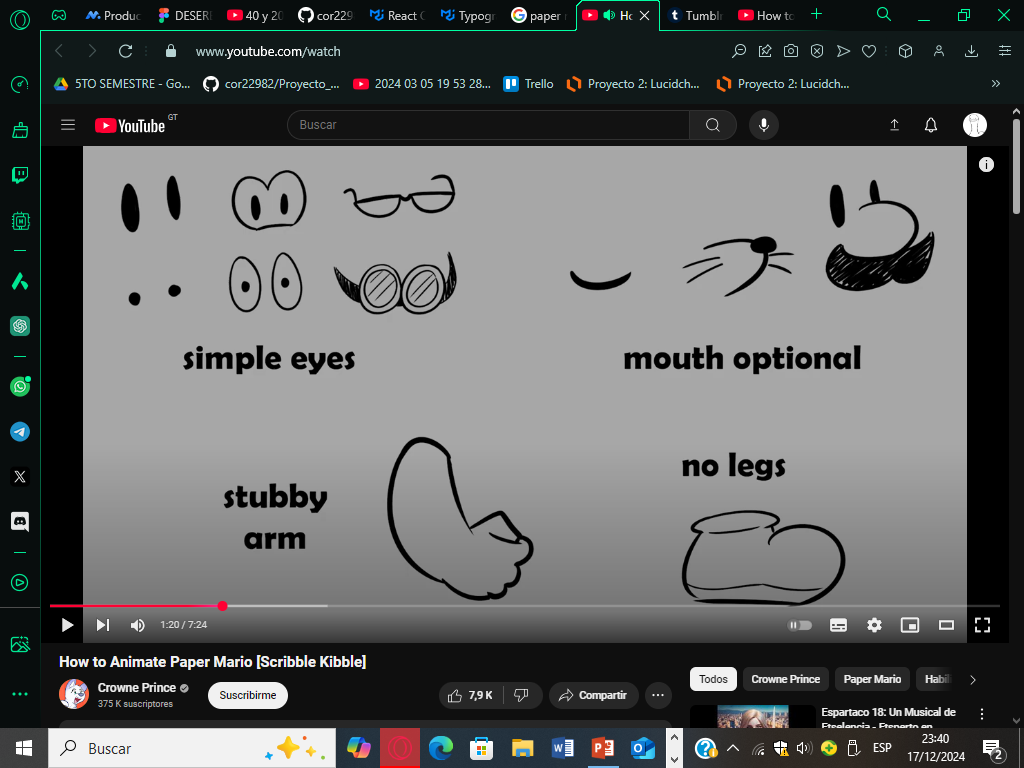 Produc
DESER
40 y 20
cor229
React
Typogr
paper
Ho
Tumbl
How to
www.youtube.com/watch
5TO SEMESTRE - Go...
cor22982/Proyecto_...
2024 03 05 19 53 28...
Trello
Proyecto 2: Lucidch...
Proyecto 2: Lucidch...
YouTube GT
Buscar
simple eyes
mouth optional
stubby
arm
no legs
1:20 / 7:24
How to Animate Paper Mario [Scribble Kibble]
Crowne Prince
375 K suscriptores
Suscribirme
7,9 K
Compartir
Todos
Crowne Prince
Paper Mario
Habil
Espartaco 18: Un Musical de
Buscar
ESP
23:40
17/12/2024
2